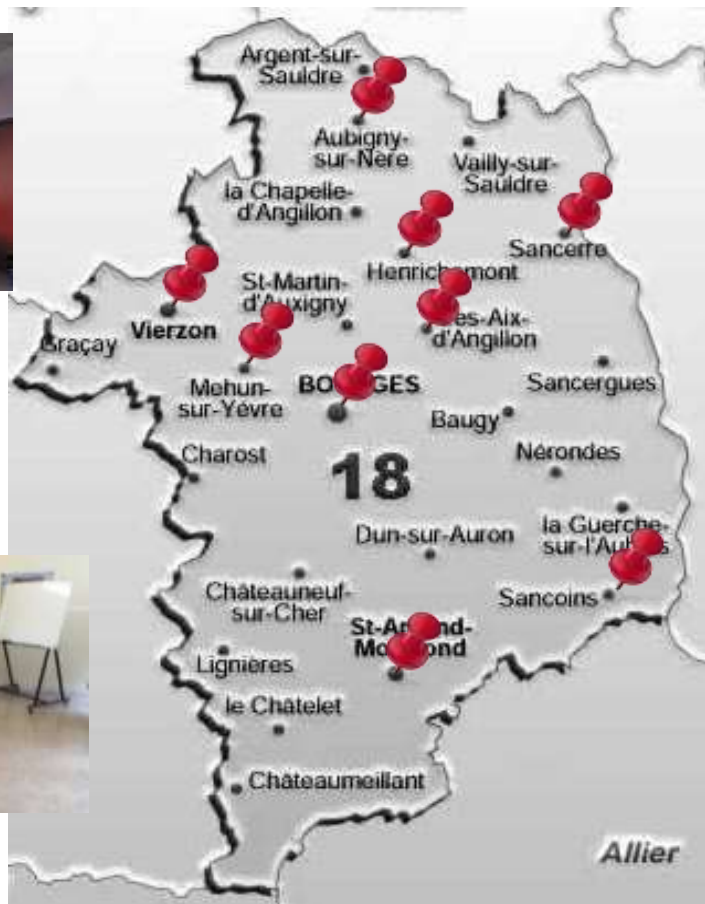 Argent-sur-
Sauldre
Aubigny-
sur-Nère
Vailly-sur-
Sauldre
la Chapelle-
d'Angillon
Sancerre
Henrichemont
St-Martin-
d'Auxigny
Vierzon
d'Angillon
Graçay
Mehun-
sur-Yèvre
Sancergues
Baugy
Charost
Nérondes
18
la Guerche-
Dun-sur-Auron
Châteauneuf-
sur-Cher
Sancoins
Lignières
le Châtelet
Châteaumeillant
Allier